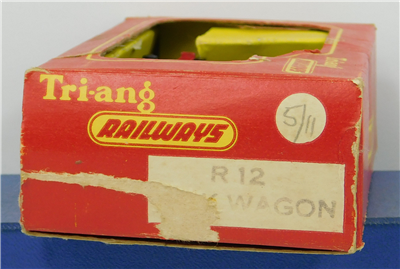 Tri-ang
RAILWAYS
5/11
R 12
WAGON